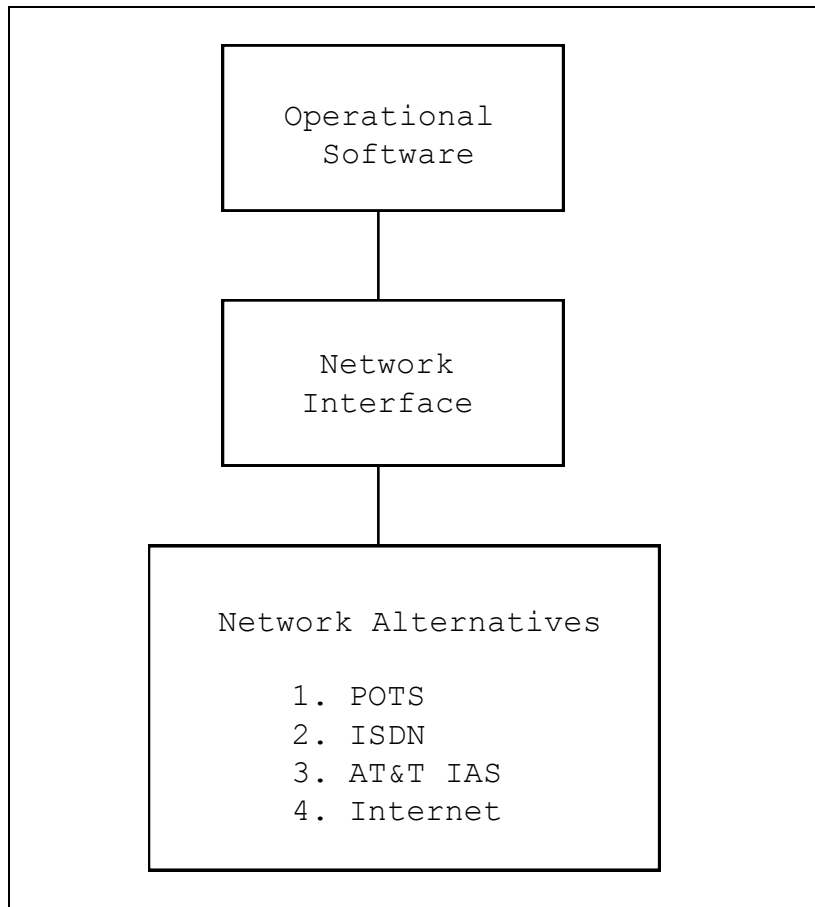 Operational
Software
Network
Interface
Network Alternatives
1. POTS
2. ISDN
3. AT&T IAS
4. Internet